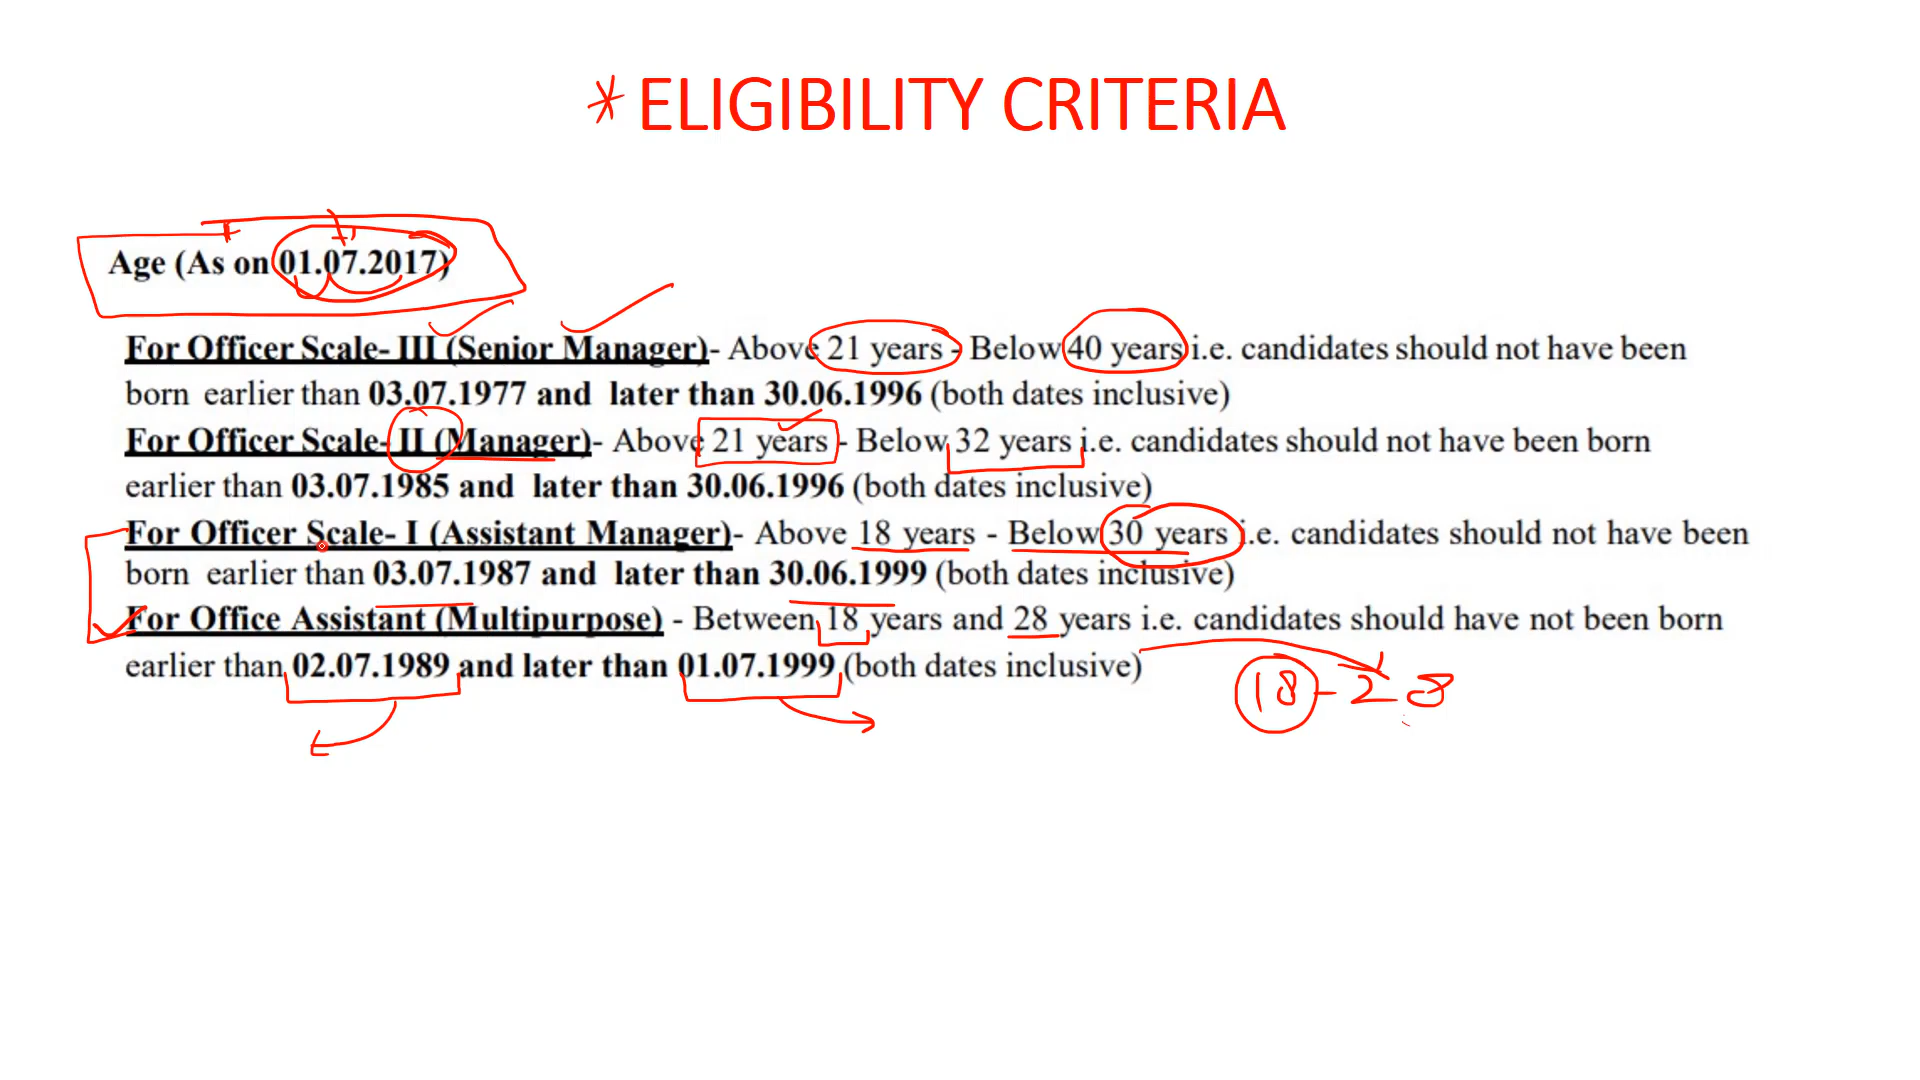 * ELIGIBILITY CRITERIA
Age (As on 01.07.2017)
For Officer Scale- III (Senior Manager)- Above 21 years - Below 40 years i.e. candidates should not have been
born earlier than 03.07.1977 and later than 30.06.1996 (both dates inclusive)
For Officer Scale- II (Manager)- Above 21 years - Below 32 years i.e. candidates should not have been born
earlier than 03.07.1985 and later than 30.06.1996 (both dates inclusive)
For Officer Scale- I (Assistant Manager)- Above 18 years - Below 30 years i.e. candidates should not have been
born earlier than 03.07.1987 and later than 30.06.1999 (both dates inclusive)
For Office Assistant (Multipurpose) - Between 18 years and 28 years i.e. candidates should have not been born
earlier than 02.07.1989 and later than 01.07.1999 (both dates inclusive)
18 - 28